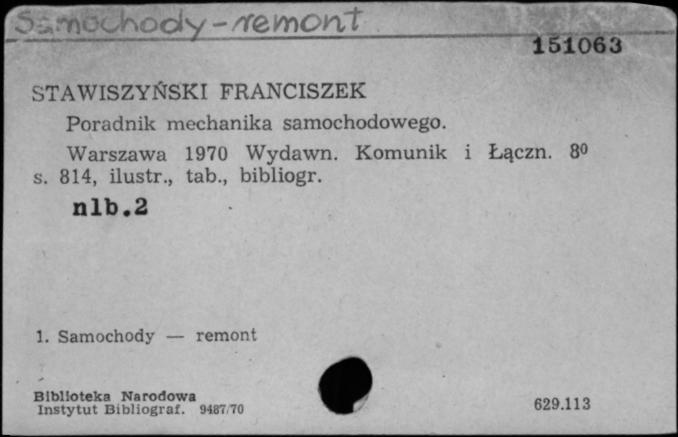 Samochody - remont
151063
STAWISZYŃSKI FRANCISZEK
Poradnik mechanika samochodowego.
Warszawa 1970 Wydawn. Komunik i Łączn. 8⁰
s. 814, ilustr., tab., bibliogr.
nlb.2
1. Samochody — remont
Biblioteka Narodowa
Instytut Bibliograf. 9487/70
629.113